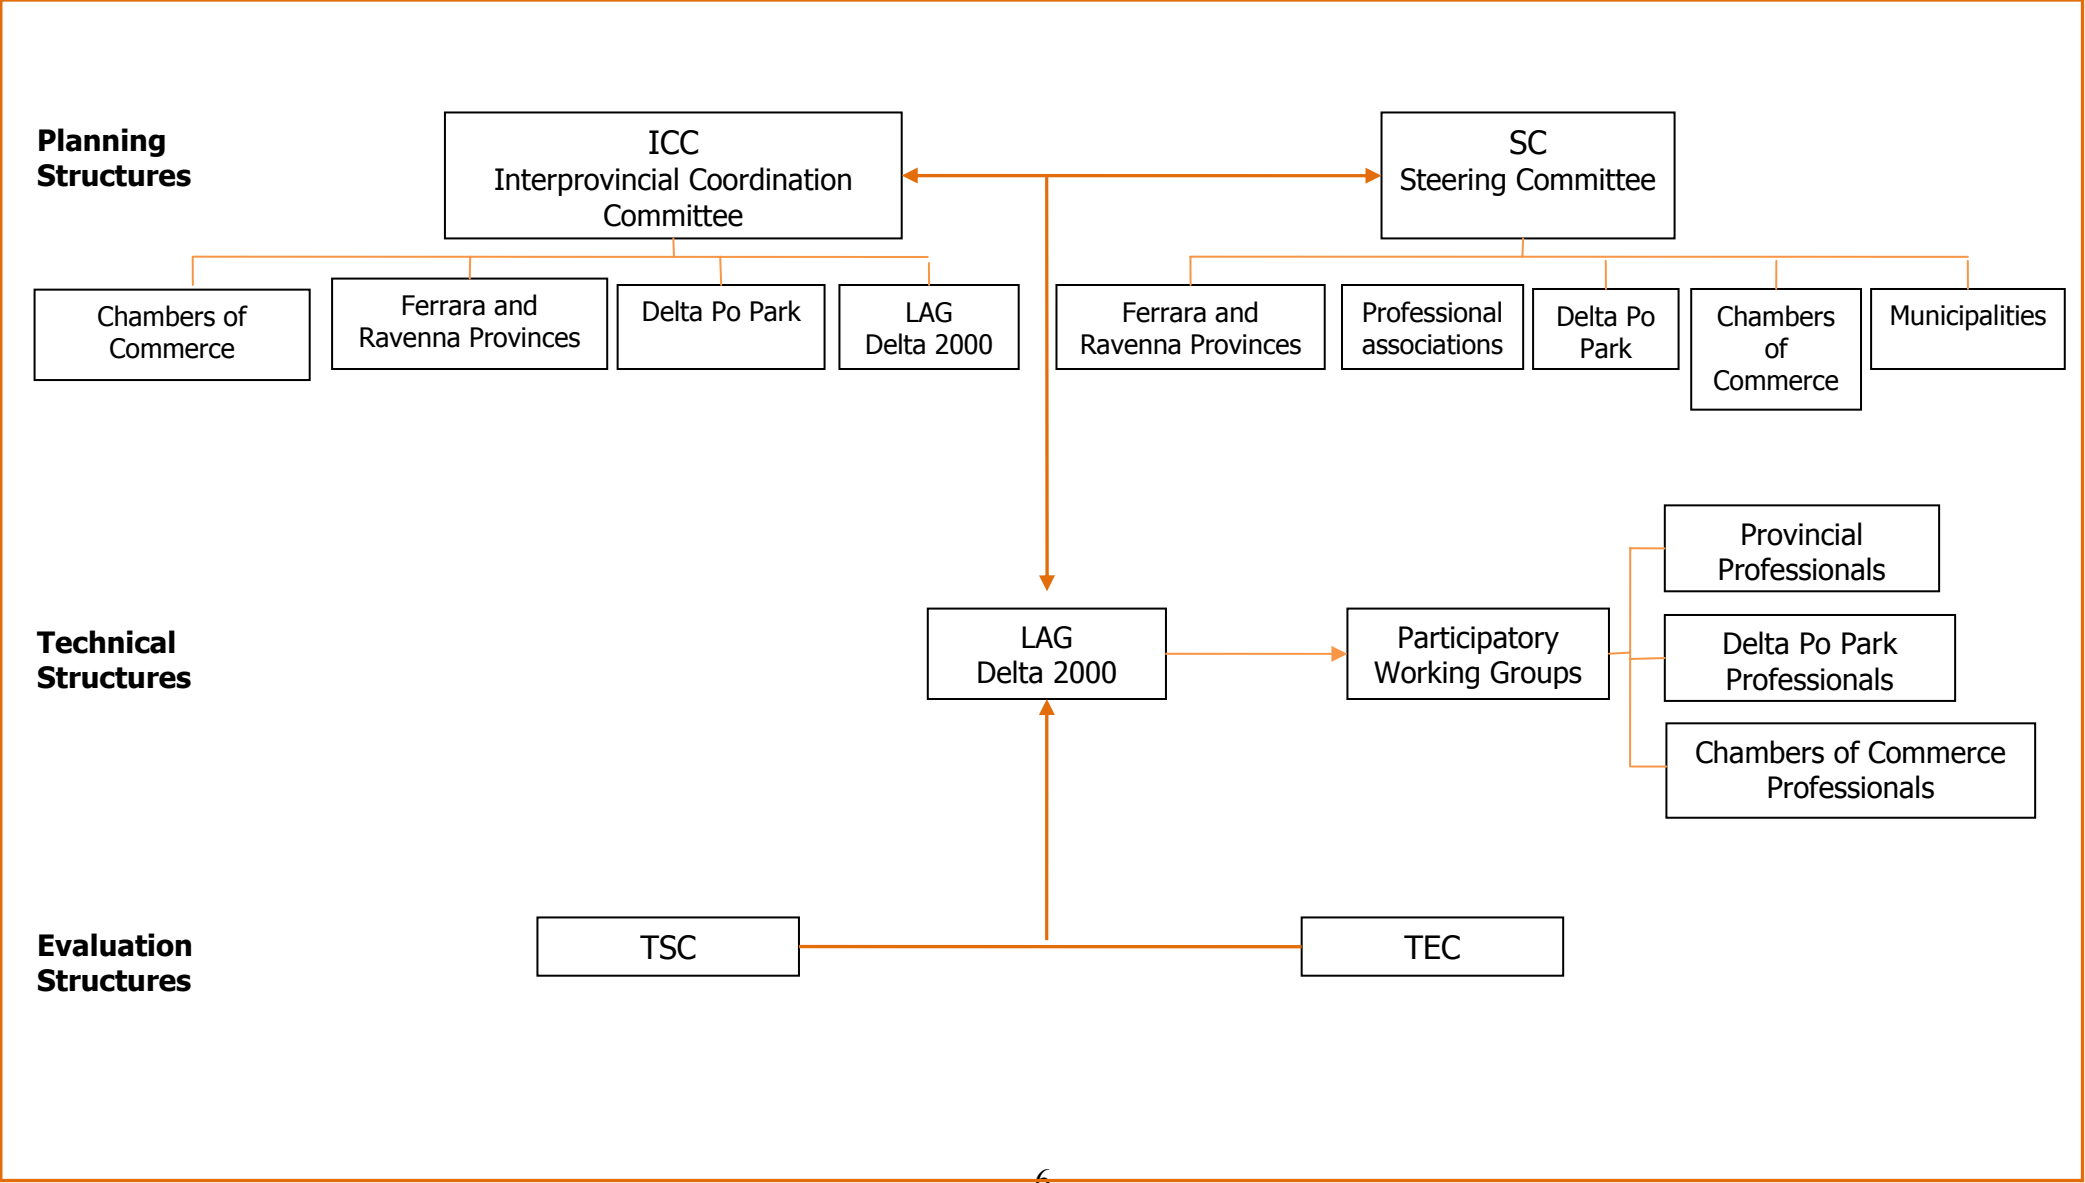 Planning
Structures
ICC
Interprovincial Coordination
Committee
SC
Steering Committee
Chambers of
Commerce
Ferrara and
Ravenna Provinces
Delta Po Park
LAG
Delta 2000
Ferrara and
Ravenna Provinces
Professional
associations
Delta Po
Park
Chambers
of
Commerce
Municipalities
Technical
Structures
LAG
Delta 2000
Participatory
Working Groups
Provincial
Professionals
Delta Po Park
Professionals
Chambers of Commerce
Professionals
Evaluation
Structures
TSC
TEC
6